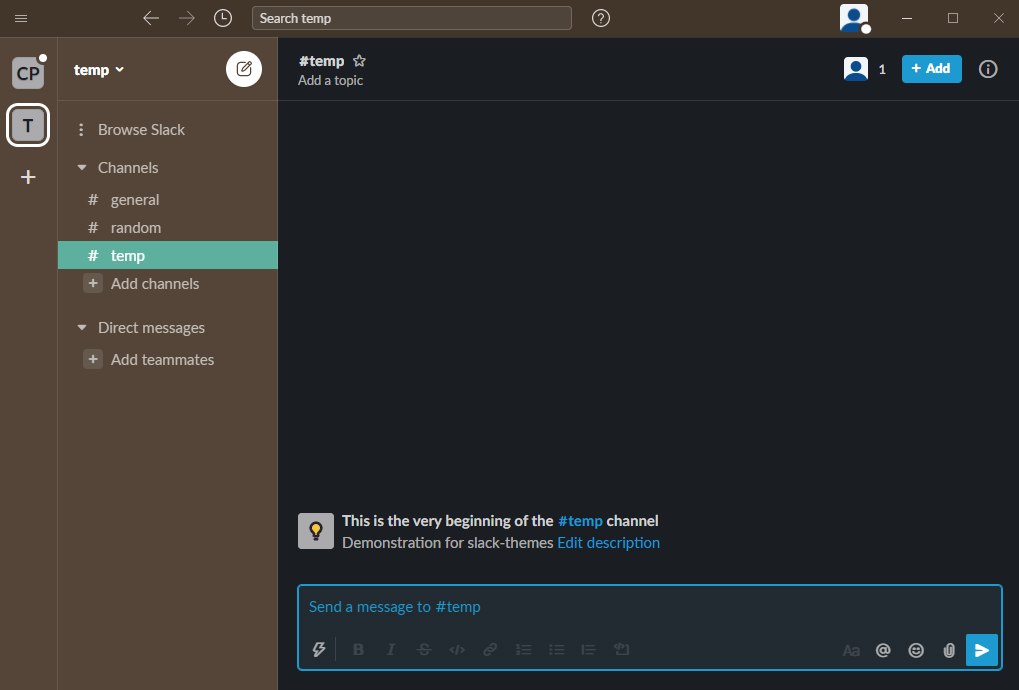 Search temp
CP
T
temp
Browse Slack
Channels
# general
# random
# temp
+ Add channels
Direct messages
+ Add teammates
#temp
Add a topic
1
+ Add
This is the very beginning of the #temp channel
Demonstration for slack-themes Edit description
Send a message to #temp
B I S </> Aa @